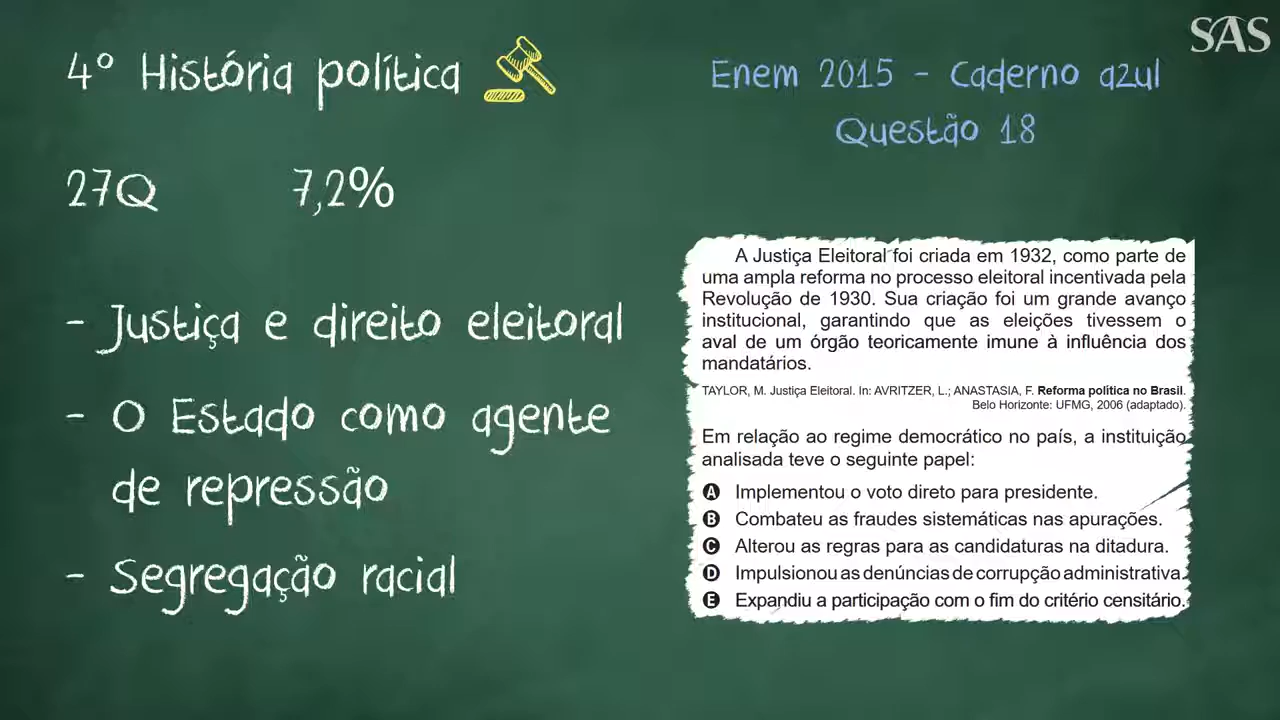 SAS
4º História política
27Q 7,2%
- Justiça e direito eleitoral
- O Estado como agente
de repressão
- Segregação racial
Enem 2015 - Caderno azul
Questão 18
A Justiça Eleitoral foi criada em 1932, como parte de
uma ampla reforma no processo eleitoral incentivada pela
Revolução de 1930. Sua criação foi um grande avanço
institucional, garantindo que as eleições tivessem o
aval de um órgão teoricamente imune à influência dos
mandatários.
TAYLOR, M. Justiça Eleitoral. In: AVRITZER, L.; ANASTASIA, F. Reforma política no Brasil.
Belo Horizonte: UFMG, 2006 (adaptado).
Em relação ao regime democrático no país, a instituição
analisada teve o seguinte papel:
A Implementou o voto direto para presidente.
B Combateu as fraudes sistemáticas nas apurações.
C Alterou as regras para as candidaturas na ditadura.
D Impulsionou as denúncias de corrupção administrativa.
E Expandiu a participação com o fim do critério censitário.